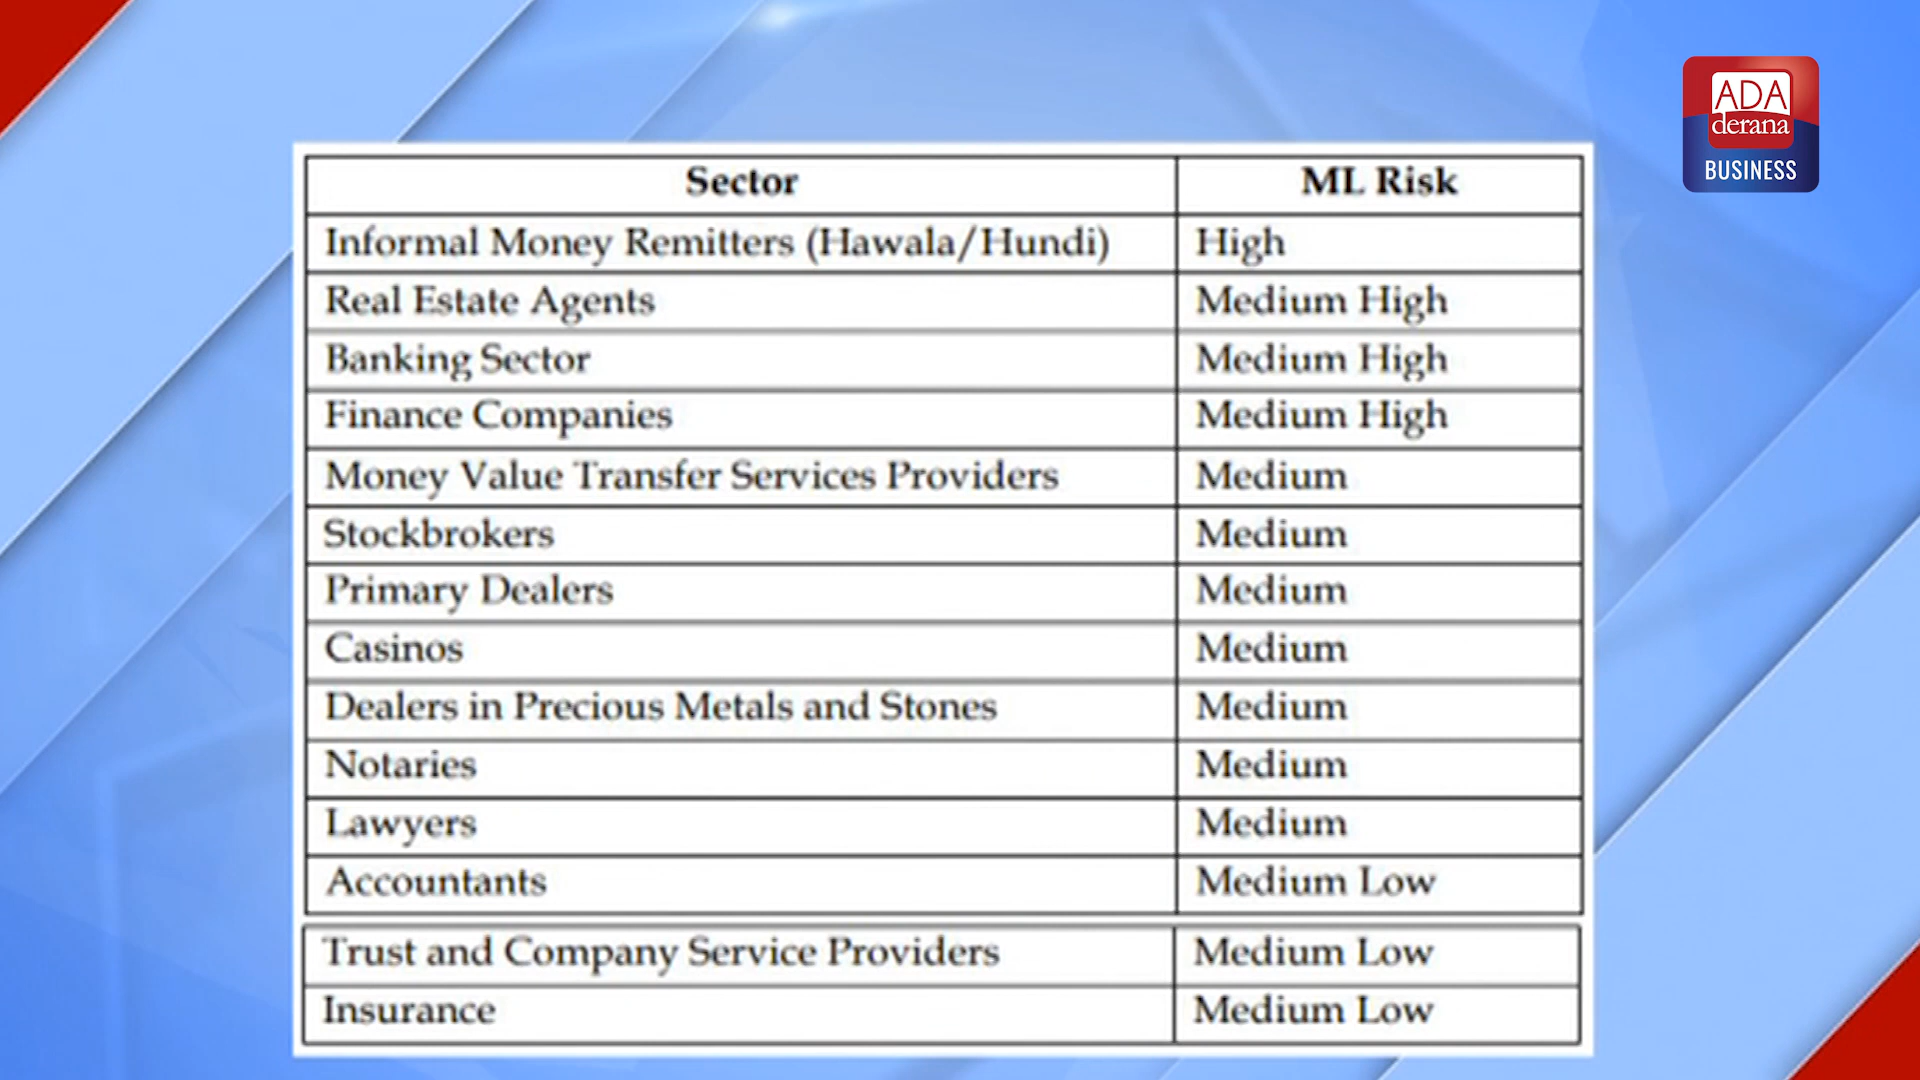 ADA
derana
BUSINESS
Sector ML Risk
Informal Money Remitters (Hawala/Hundi) High
Real Estate Agents Medium High
Banking Sector Medium High
Finance Companies Medium High
Money Value Transfer Services Providers Medium
Stockbrokers Medium
Primary Dealers Medium
Casinos Medium
Dealers in Precious Metals and Stones Medium
Notaries Medium
Lawyers Medium
Accountants Medium Low
Trust and Company Service Providers Medium Low
Insurance Medium Low